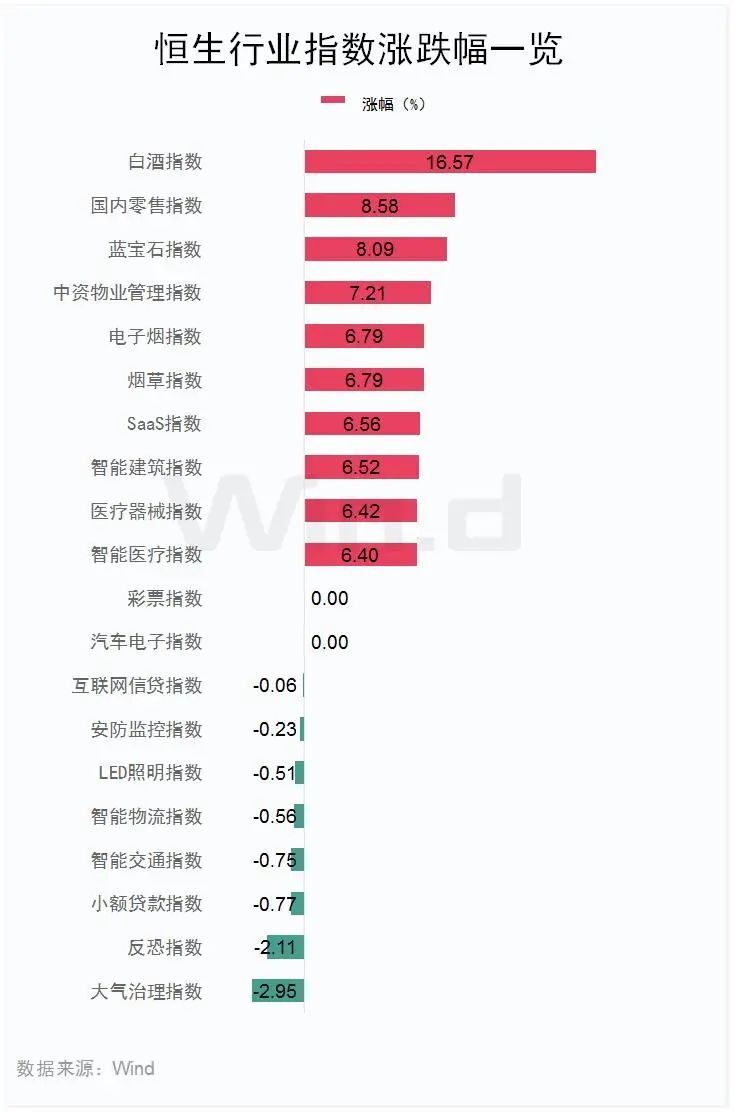 恒生行业指数涨跌幅一览
涨幅（%）
白酒指数 16.57
国内零售指数 8.58
蓝宝石指数 8.09
中资物业管理指数 7.21
电子烟指数 6.79
烟草指数 6.79
SaaS指数 6.56
智能建筑指数 6.52
Win.d
医疗器械指数 6.42
智能医疗指数 6.40
彩票指数 0.00
汽车电子指数 0.00
互联网信贷指数 -0.06
安防监控指数 -0.23
LED照明指数 -0.51
智能物流指数 -0.56
智能交通指数 -0.75
小额贷款指数 -0.77
反恐指数 -2.11
大气治理指数 -2.95
数据来源：Wind